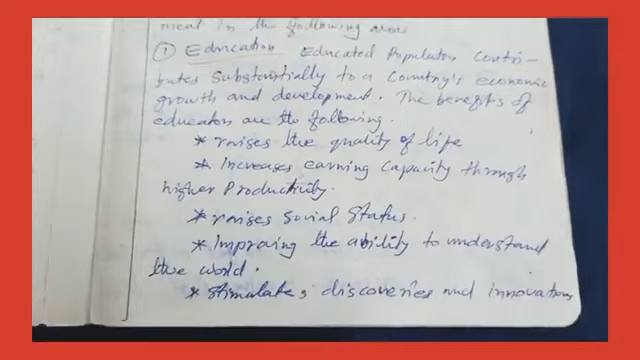 ment in the following areas
① Education Educated Population Contri-
butes Substantially to a Country's economic
growth and development. The benefits of
education are the following.
* raises the quality of life
* Increases earning Capacity through
higher Productivity.
* raises Social Status.
* Improving the ability to understand
the world.
* Stimulates discoveries and innovations